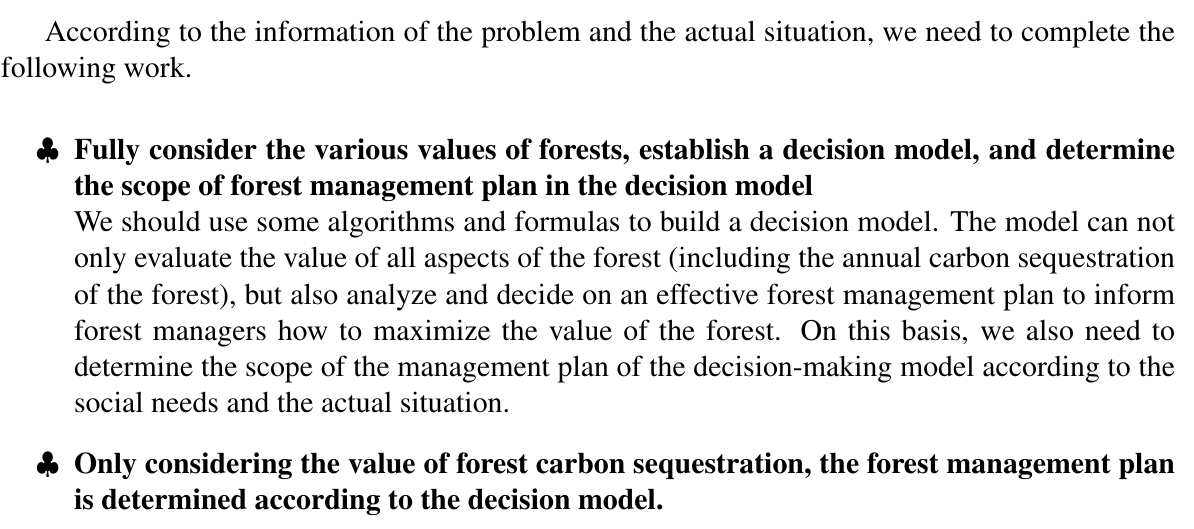 According to the information of the problem and the actual situation, we need to complete the
following work.
♣ Fully consider the various values of forests, establish a decision model, and determine
the scope of forest management plan in the decision model
We should use some algorithms and formulas to build a decision model. The model can not
only evaluate the value of all aspects of the forest (including the annual carbon sequestration
of the forest), but also analyze and decide on an effective forest management plan to inform
forest managers how to maximize the value of the forest. On this basis, we also need to
determine the scope of the management plan of the decision-making model according to the
social needs and the actual situation.
♣ Only considering the value of forest carbon sequestration, the forest management plan
is determined according to the decision model.